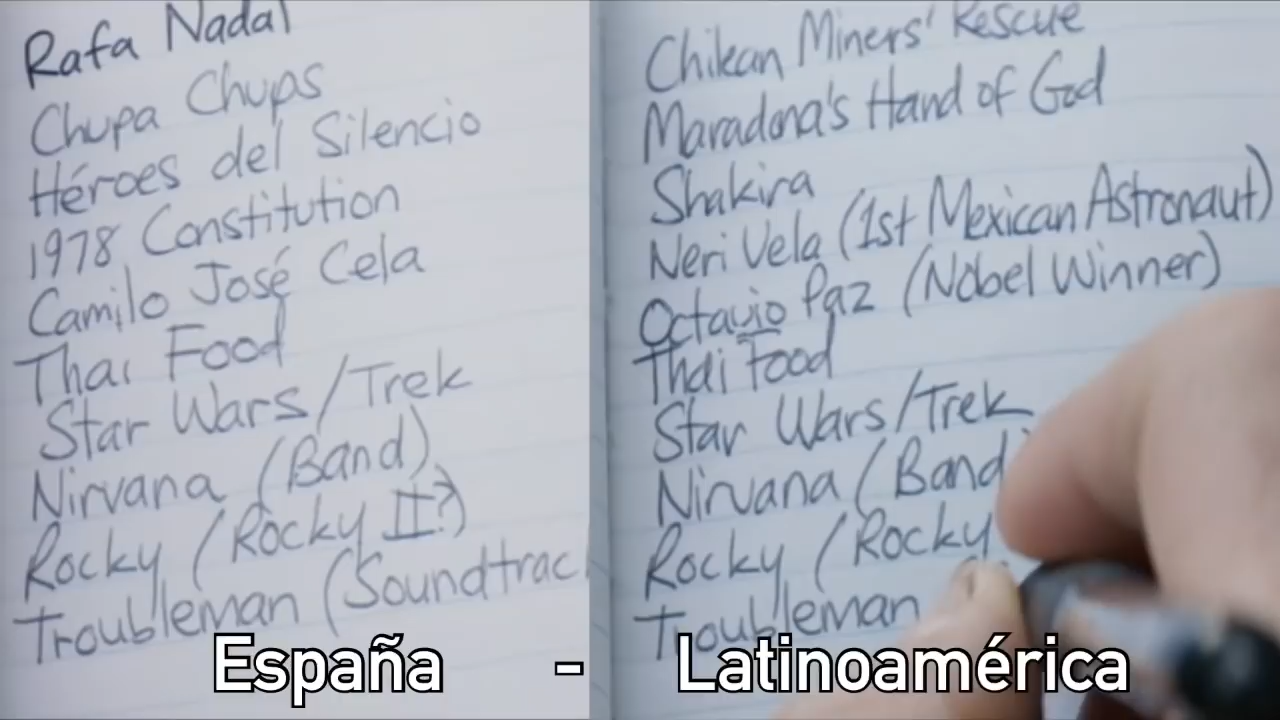 Rafa Nadal
Chupa Chups
Héroes del Silencio
1978 Constitution
Camilo José Cela
Thai Food
Star Wars/Trek
Nirvana (Band)
Rocky (Rocky II?)
Troubleman (Soundtrac
Chilean Miners' Rescue
Maradona's Hand of God
Shakira
Neri Vela (1st Mexican Astronaut)
Octavio Paz (Nobel Winner)
Thai Food
Star Wars/Trek
Nirvana (Band)
Rocky (Rocky
Troubleman
España - Latinoamérica